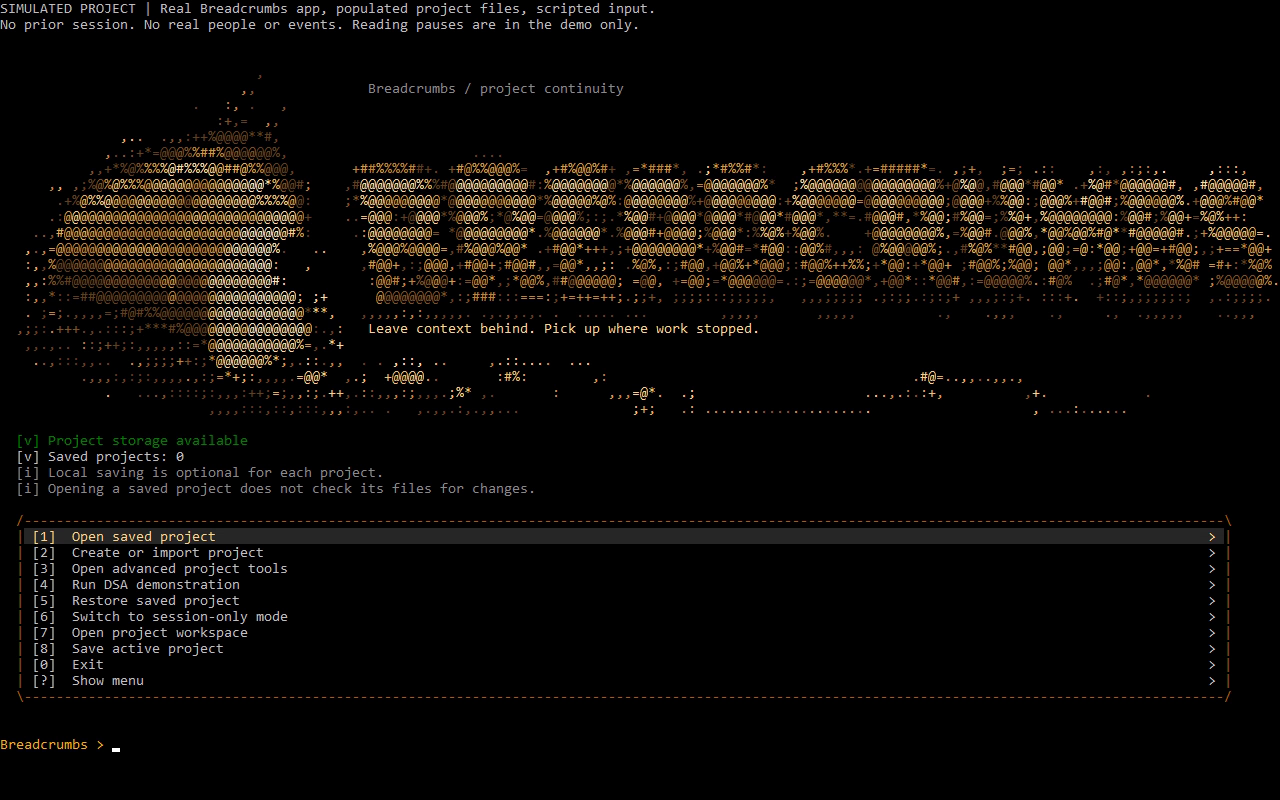 SIMULATED PROJECT | Real Breadcrumbs app, populated project files, scripted input.
No prior session. No real people or events. Reading pauses are in the demo only.
Breadcrumbs / project continuity
Leave context behind. Pick up where work stopped.
[v] Project storage available
[v] Saved projects: 0
[i] Local saving is optional for each project.
[i] Opening a saved project does not check its files for changes.
[1] Open saved project >
[2] Create or import project >
[3] Open advanced project tools >
[4] Run DSA demonstration >
[5] Restore saved project >
[6] Switch to session-only mode >
[7] Open project workspace >
[8] Save active project >
[0] Exit >
[?] Show menu >
Breadcrumbs >